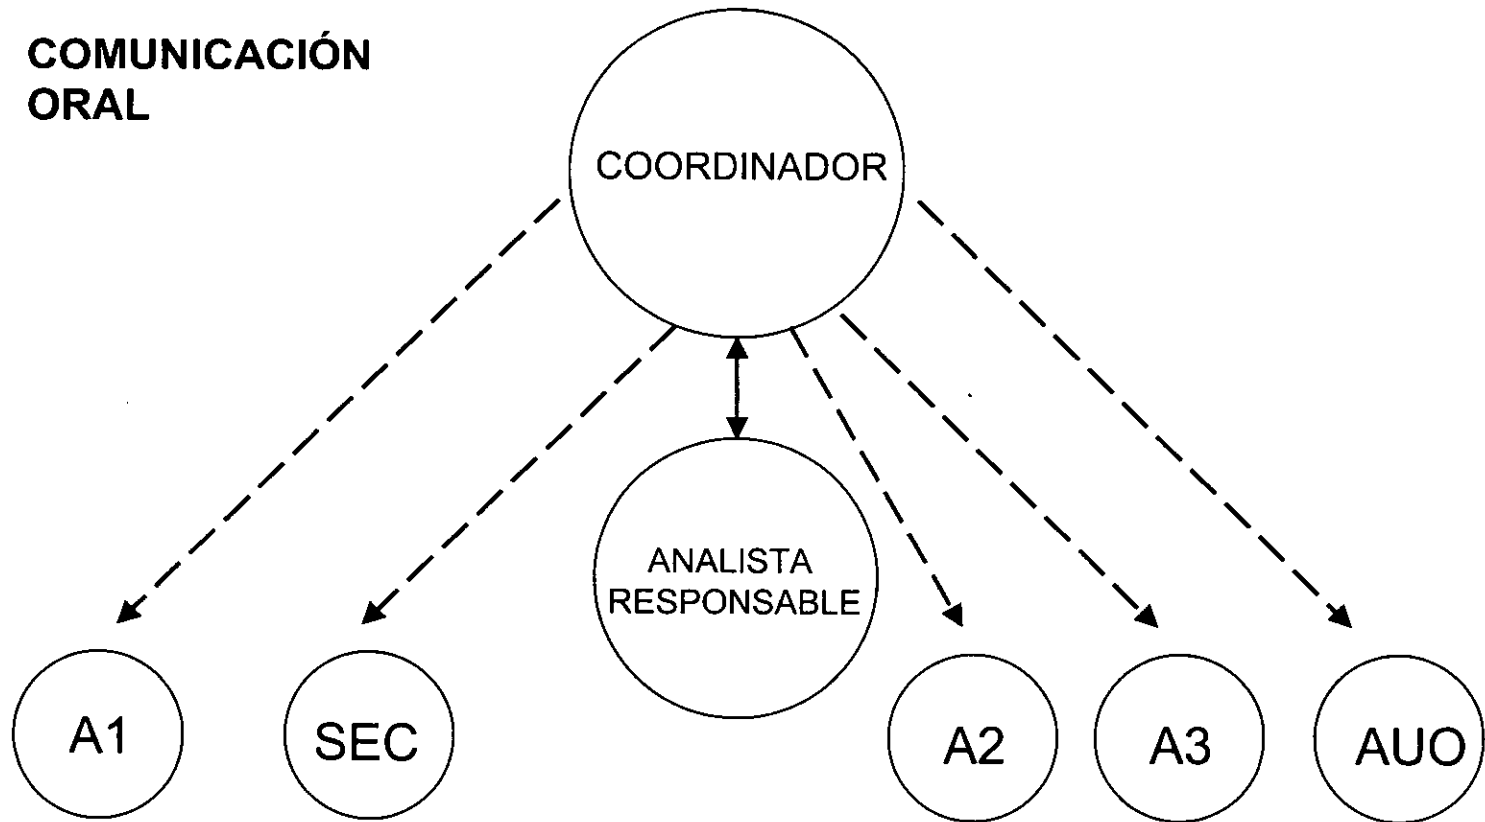 COMUNICACIÓN
ORAL
COORDINADOR
ANALISTA
RESPONSABLE
A1
SEC
A2
A3
AUO